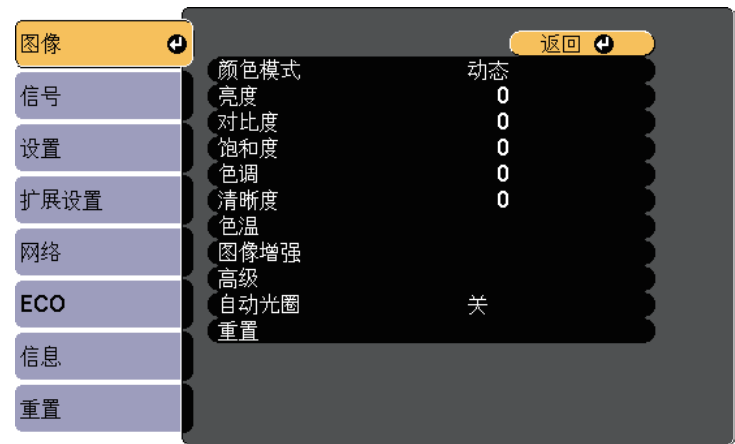 图像
信号
设置
扩展设置
网络
ECO
信息
重置
返回
颜色模式 动态
亮度 0
对比度 0
饱和度 0
色调 0
清晰度 0
色温
图像增强
高级
自动光圈 关
重置